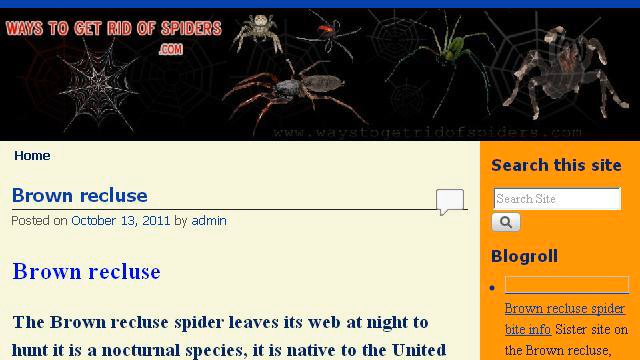 WAYS TO GET RID OF SPIDERS
.COM
www.waystogetridofspiders.com
Home
Brown recluse
Posted on October 13, 2011 by admin
Brown recluse
The Brown recluse spider leaves its web at night to
hunt it is a nocturnal species, it is native to the United
Search this site
Search Site
Blogroll
Brown recluse spider
bite info Sister site on
the Brown recluse,